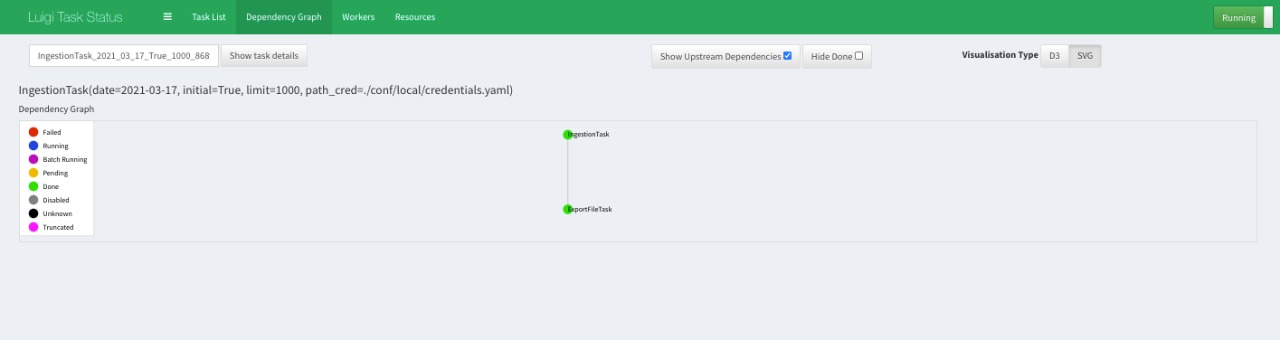 Luigi Task Status
Task List
Dependency Graph
Workers
Resources
Running
IngestionTask_2021_03_17_True_1000_868
Show task details
Show Upstream Dependencies
Hide Done
Visualisation Type
D3
SVG
IngestionTask(date=2021-03-17, initial=True, limit=1000, path_cred=./conf/local/credentials.yaml)
Dependency Graph
Failed
Running
Batch Running
Pending
Done
Disabled
Unknown
Truncated
IngestionTask
ExportFileTask